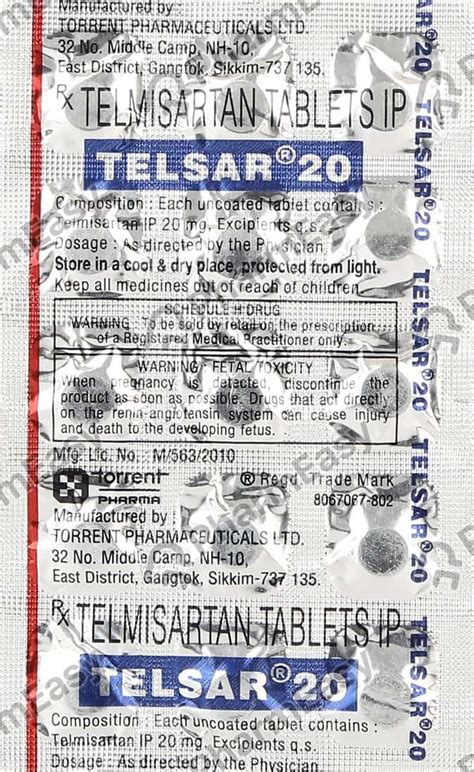 Manufactured by :
TORRENT PHARMACEUTICALS LTD.
32 No. Middle Camp, NH-10,
East District, Gangtok, Sikkim-737 135.
Rx TELMISARTAN TABLETS IP
TELSAR® 20
Composition : Each uncoated tablet contains :
Telmisartan IP 20 mg, Excipients q.s.
Dosage : As directed by the Physician.
Store in a cool & dry place, protected from light.
Keep all medicines out of reach of children.
SCHEDULE H DRUG
WARNING : To be sold by retail on the prescription
of a Registered Medical Practitioner only.
WARNING : FETAL TOXICITY
When pregnancy is detected, discontinue the
product as soon as possible. Drugs that act directly
on the renin-angiotensin system can cause injury
and death to the developing fetus.
Mfg. Lic. No. : M/563/2010
torrent
PHARMA
® Regd. Trade Mark
8067067-802
Manufactured by :
TORRENT PHARMACEUTICALS LTD.
32 No. Middle Camp, NH-10,
East District, Gangtok, Sikkim-737 135.
Rx TELMISARTAN TABLETS IP
TELSAR® 20
Composition : Each uncoated tablet contains :
Telmisartan IP 20 mg, Excipients q.s.
Dosage : As directed by the Physician
TELSAR® 20
TELSAR® 20
TELSAR® 20
TELSAR® 20
TELSAR® 20
PharmEasy